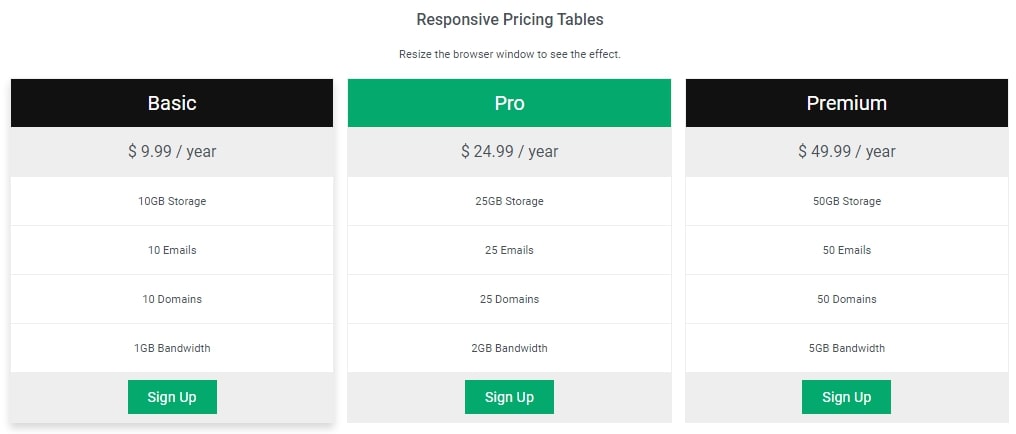 Responsive Pricing Tables
Resize the browser window to see the effect.
Basic
$ 9.99 / year
10GB Storage
10 Emails
10 Domains
1GB Bandwidth
Sign Up
Pro
$ 24.99 / year
25GB Storage
25 Emails
25 Domains
2GB Bandwidth
Sign Up
Premium
$ 49.99 / year
50GB Storage
50 Emails
50 Domains
5GB Bandwidth
Sign Up